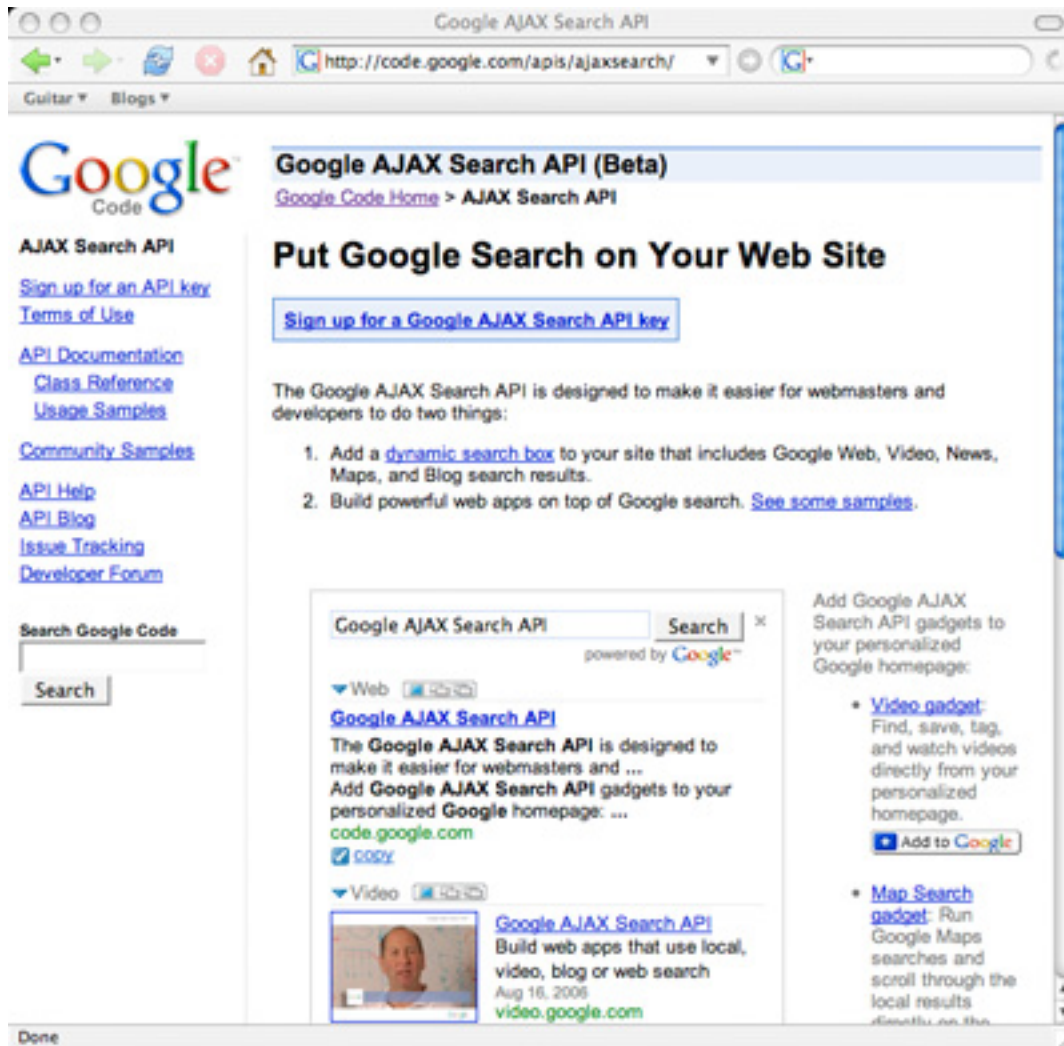 Google AJAX Search API
http://code.google.com/apis/ajaxsearch/
Guitar Blogs
Google
Code
AJAX Search API
Sign up for an API key
Terms of Use
API Documentation
Class Reference
Usage Samples
Community Samples
API Help
API Blog
Issue Tracking
Developer Forum
Search Google Code
Search
Google AJAX Search API (Beta)
Google Code Home > AJAX Search API
Put Google Search on Your Web Site
Sign up for a Google AJAX Search API key
The Google AJAX Search API is designed to make it easier for webmasters and
developers to do two things:
1. Add a dynamic search box to your site that includes Google Web, Video, News,
Maps, and Blog search results.
2. Build powerful web apps on top of Google search. See some samples.
Google AJAX Search API Search
powered by Google
Web
Google AJAX Search API
The Google AJAX Search API is designed to
make it easier for webmasters and ...
Add Google AJAX Search API gadgets to your
personalized Google homepage: ...
code.google.com
copy
Video
Google AJAX Search API
Build web apps that use local,
video, blog or web search
Aug 16, 2006
video.google.com
Add Google AJAX
Search API gadgets to
your personalized
Google homepage:
• Video gadget:
Find, save, tag,
and watch videos
directly from your
personalized
homepage.
Add to Google
• Map Search
gadget: Run
Google Maps
searches and
scroll through the
local results
directly on the
Done